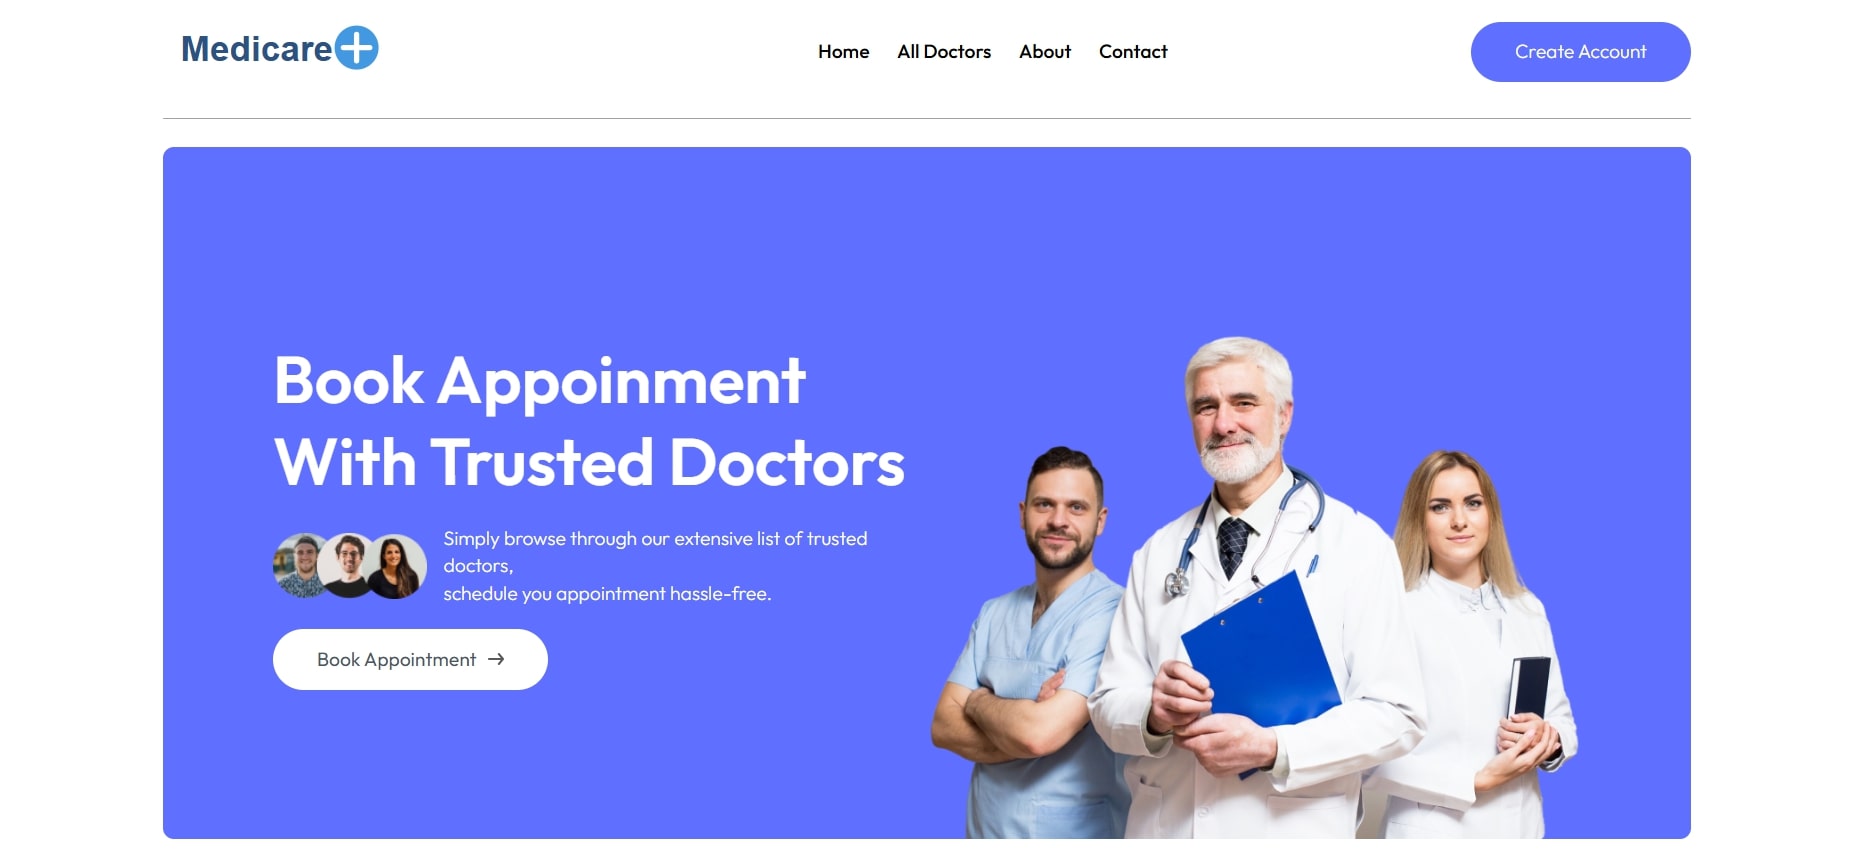 Medicare
Home All Doctors About Contact
Create Account
Book Appoinment
With Trusted Doctors
Simply browse through our extensive list of trusted
doctors,
schedule you appointment hassle-free.
Book Appointment →